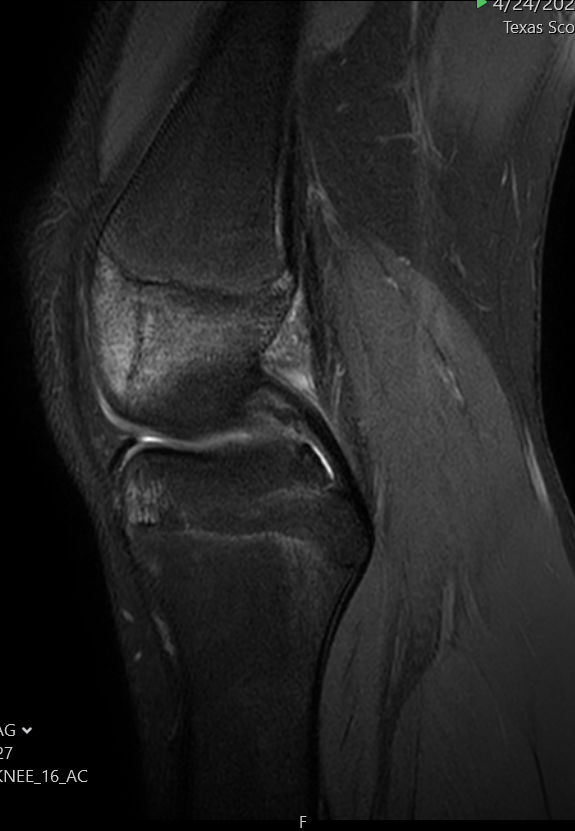 4/24/202
Texas Sco
AG
27
KNEE_16_AC
F